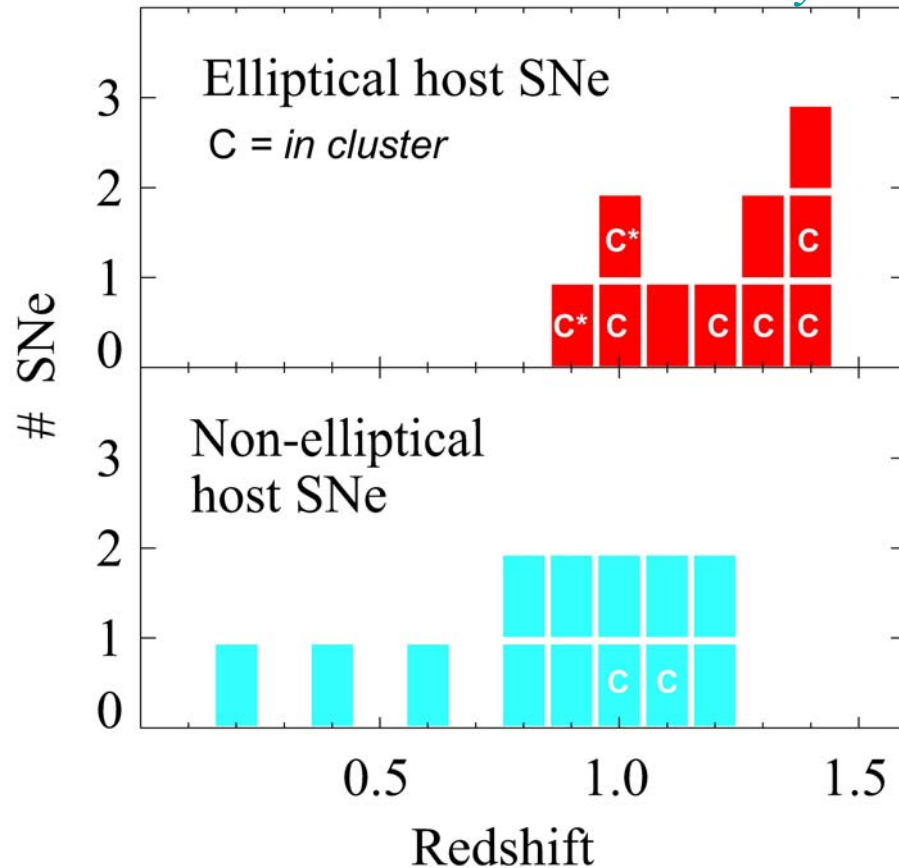 y
Elliptical host SNe
C = in cluster
3
2
1
0
C*
C
C* C C C C
# SNe
Non-elliptical
host SNe
3
2
1
0
C C
0.5 1.0 1.5
Redshift